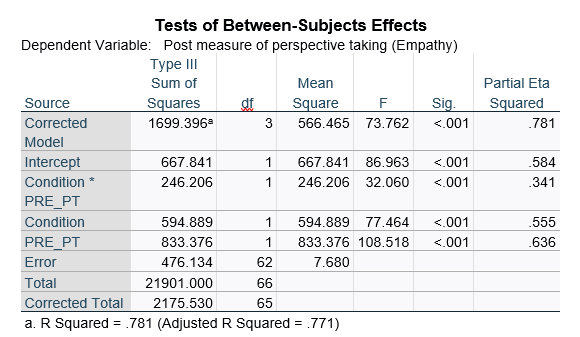 Tests of Between-Subjects Effects
Dependent Variable: Post measure of perspective taking (Empathy)
Source Type III Sum of Squares df Mean Square F Sig. Partial Eta Squared
Corrected Model 1699.396ᵃ 3 566.465 73.762 <.001 .781
Intercept 667.841 1 667.841 86.963 <.001 .584
Condition * PRE_PT 246.206 1 246.206 32.060 <.001 .341
Condition 594.889 1 594.889 77.464 <.001 .555
PRE_PT 833.376 1 833.376 108.518 <.001 .636
Error 476.134 62 7.680
Total 21901.000 66
Corrected Total 2175.530 65
a. R Squared = .781 (Adjusted R Squared = .771)